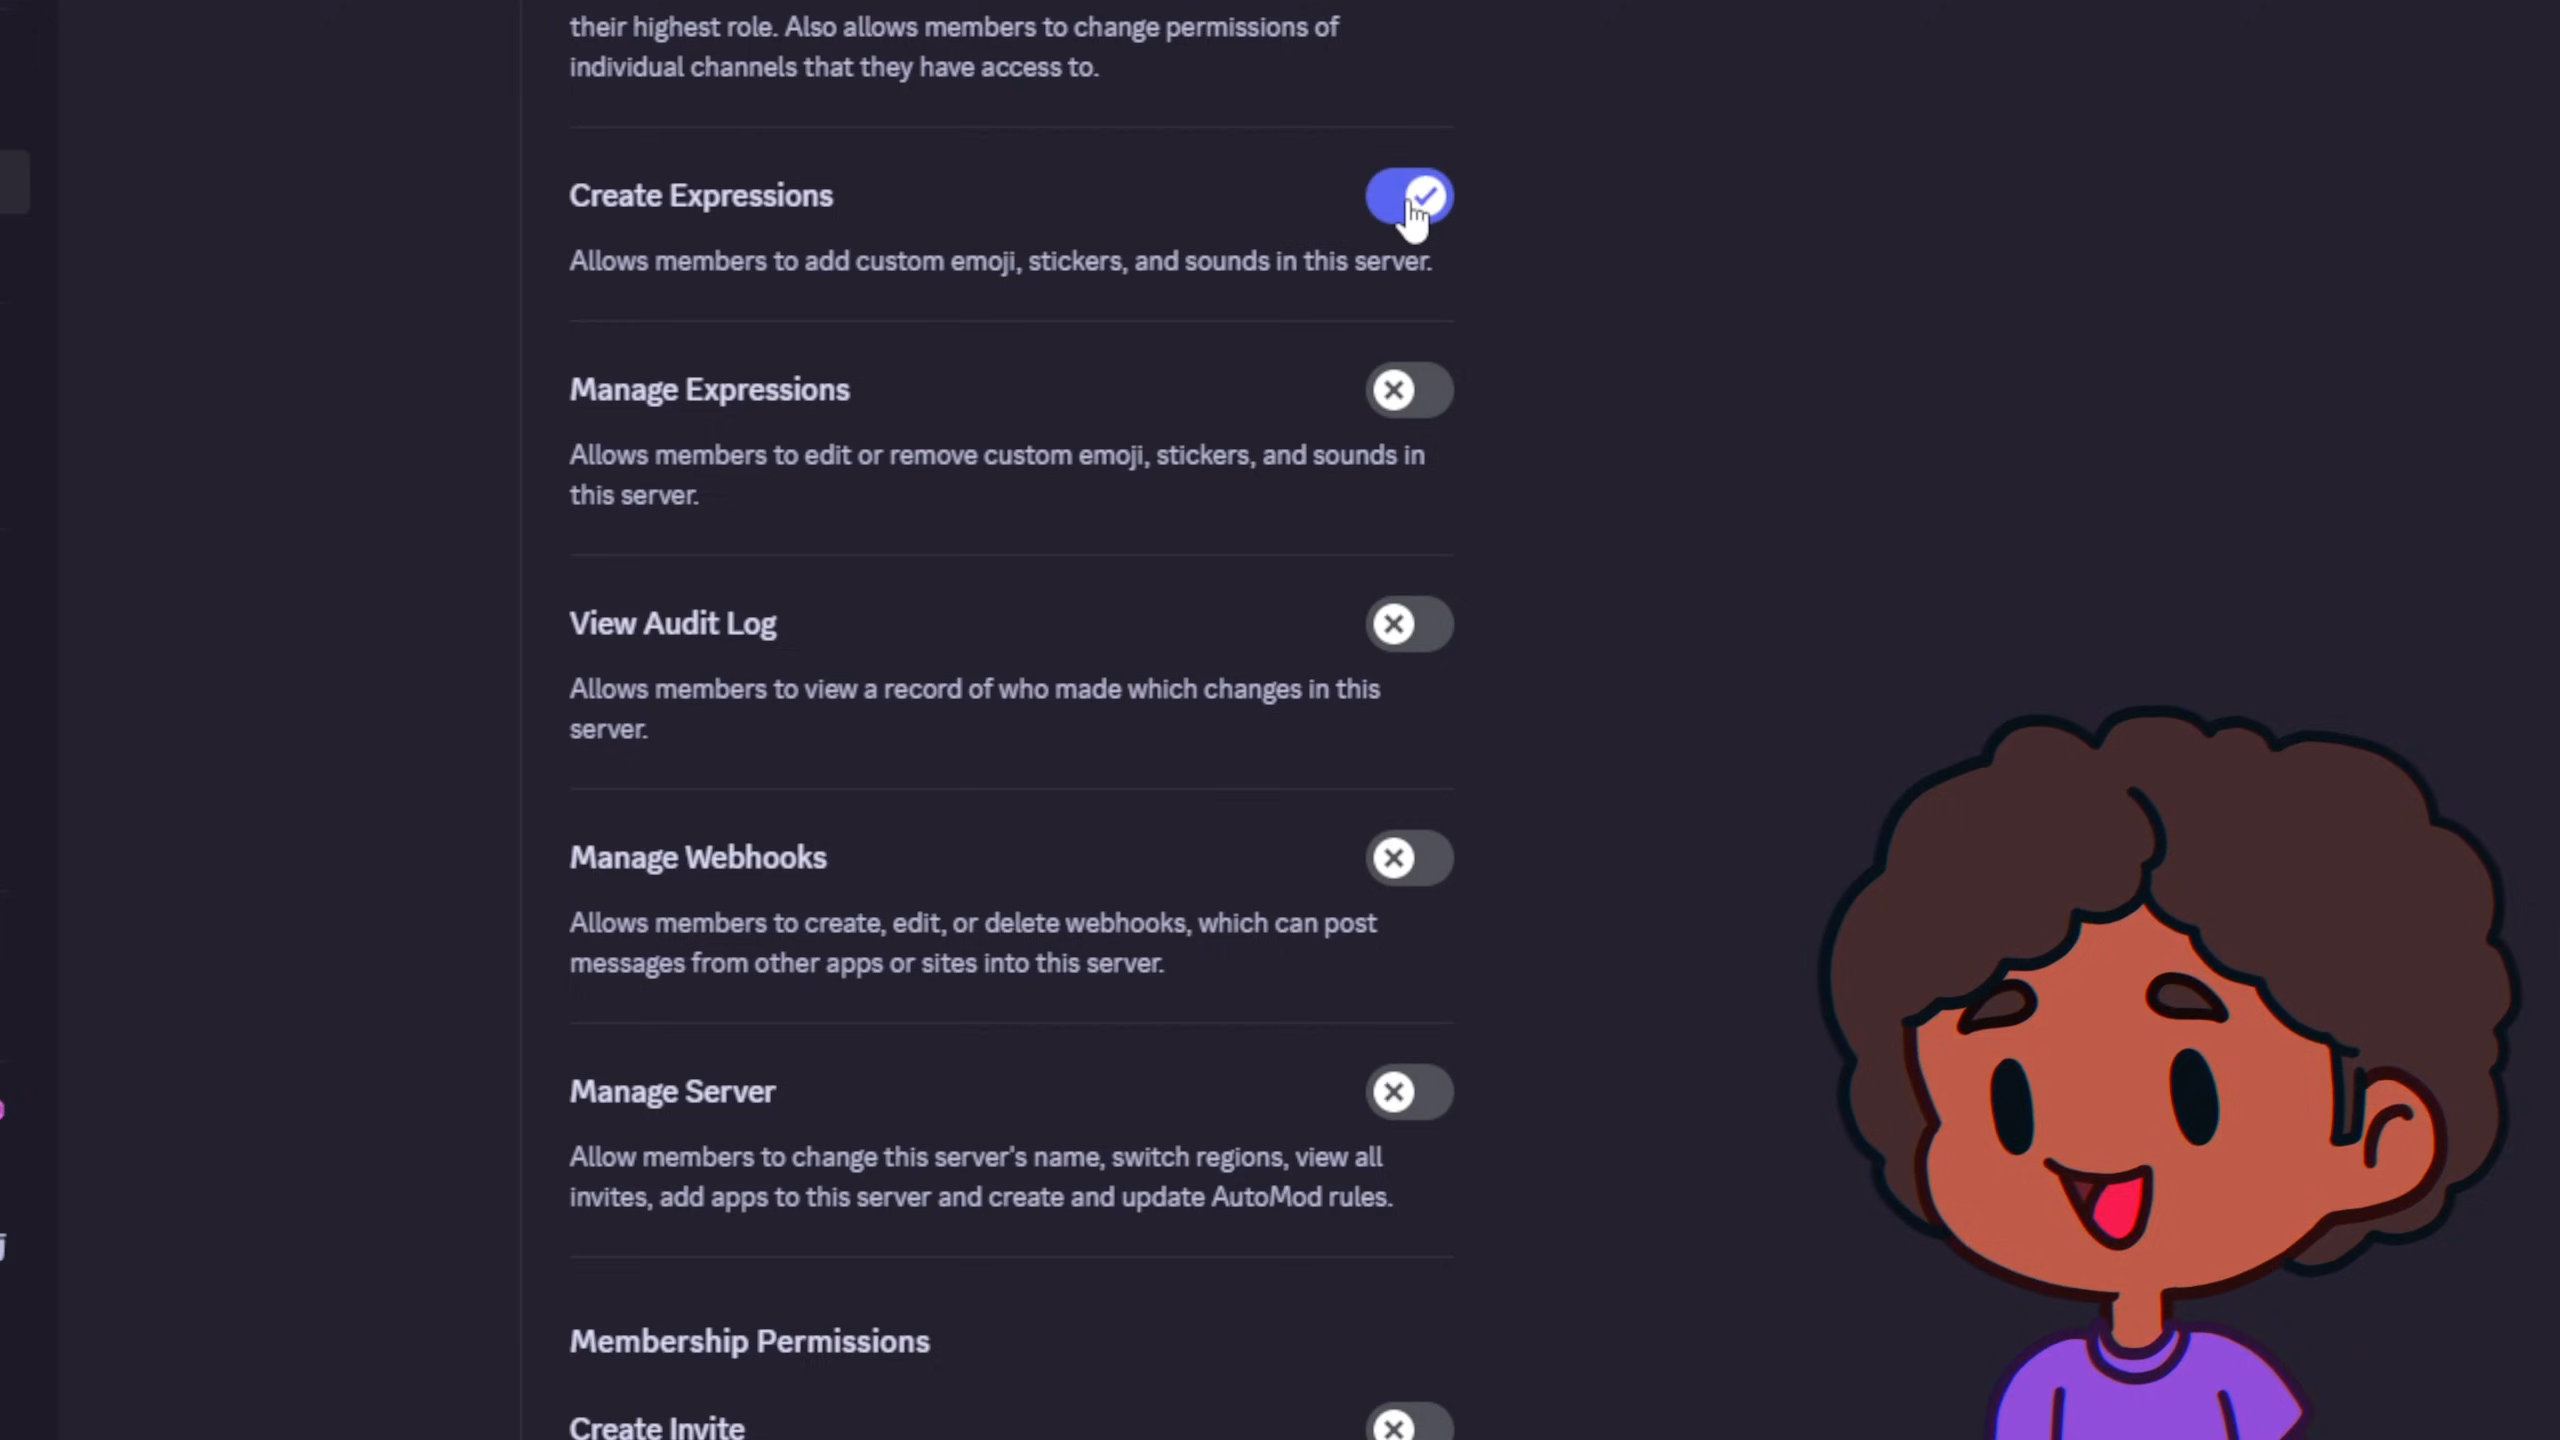 their highest role. Also allows members to change permissions of
individual channels that they have access to.
Create Expressions
Allows members to add custom emoji, stickers, and sounds in this server.
Manage Expressions
Allows members to edit or remove custom emoji, stickers, and sounds in
this server.
View Audit Log
Allows members to view a record of who made which changes in this
server.
Manage Webhooks
Allows members to create, edit, or delete webhooks, which can post
messages from other apps or sites into this server.
Manage Server
Allow members to change this server's name, switch regions, view all
invites, add apps to this server and create and update AutoMod rules.
Membership Permissions
Create Invite